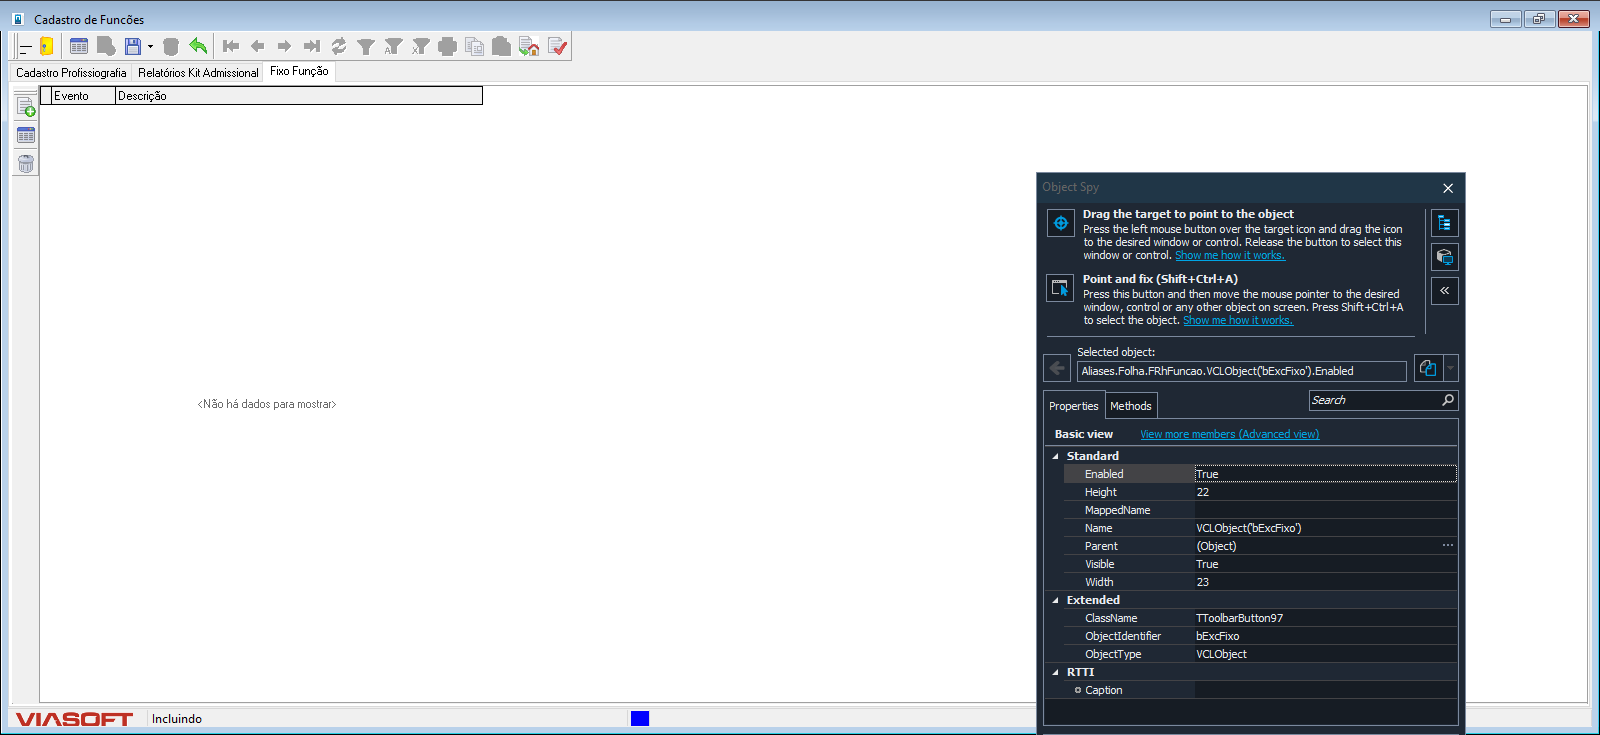 Cadastro de Funcões
Cadastro Profissiografia
Relatórios Kit Admissional
Fixo Função
Evento
Descrição
<Não há dados para mostrar>
Object Spy
Drag the target to point to the object
Press the left mouse button over the target icon and drag the icon
to the desired window or control. Release the button to select this
window or control. Show me how it works.
Point and fix (Shift+Ctrl+A)
Press this button and then move the mouse pointer to the desired
window, control or any other object on screen. Press Shift+Ctrl+A
to select the object. Show me how it works.
Selected object:
Aliases.Folha.FRhFuncao.VCLObject('bExcFixo').Enabled
Properties
Methods
Search
Basic view
View more members (Advanced view)
Standard
Enabled True
Height 22
MappedName
Name VCLObject('bExcFixo')
Parent (Object) ...
Visible True
Width 23
Extended
ClassName TToolbarButton97
ObjectIdentifier bExcFixo
ObjectType VCLObject
RTTI
Caption
VIASOFT
Incluindo